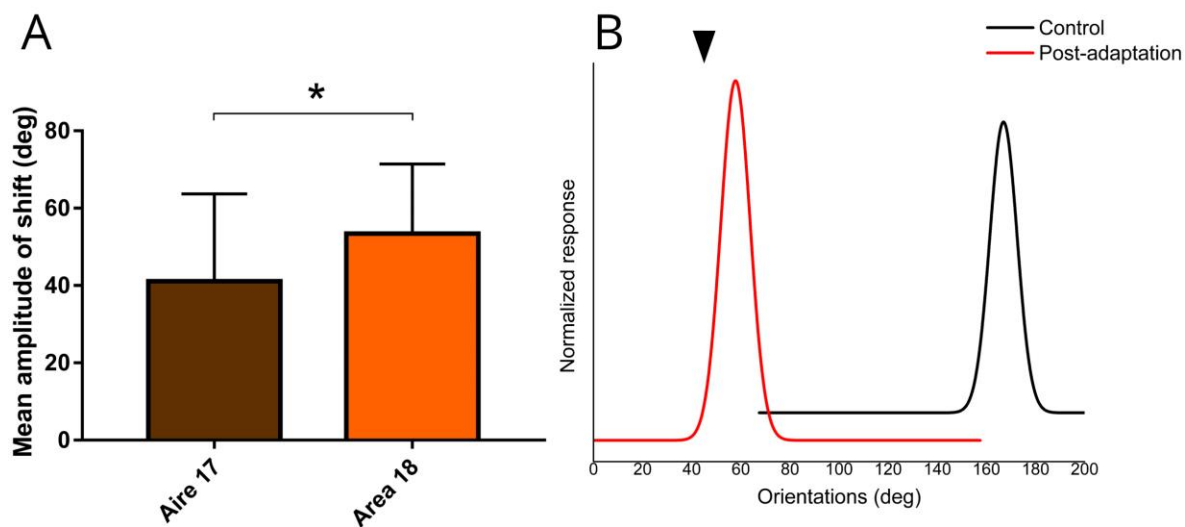 A
*
Mean amplitude of shift (deg)
80
60
40
20
0
Aire 17
Area 18
B
Control
Post-adaptation
Normalized response
0 20 40 60 80 100 120 140 160 180 200
Orientations (deg)